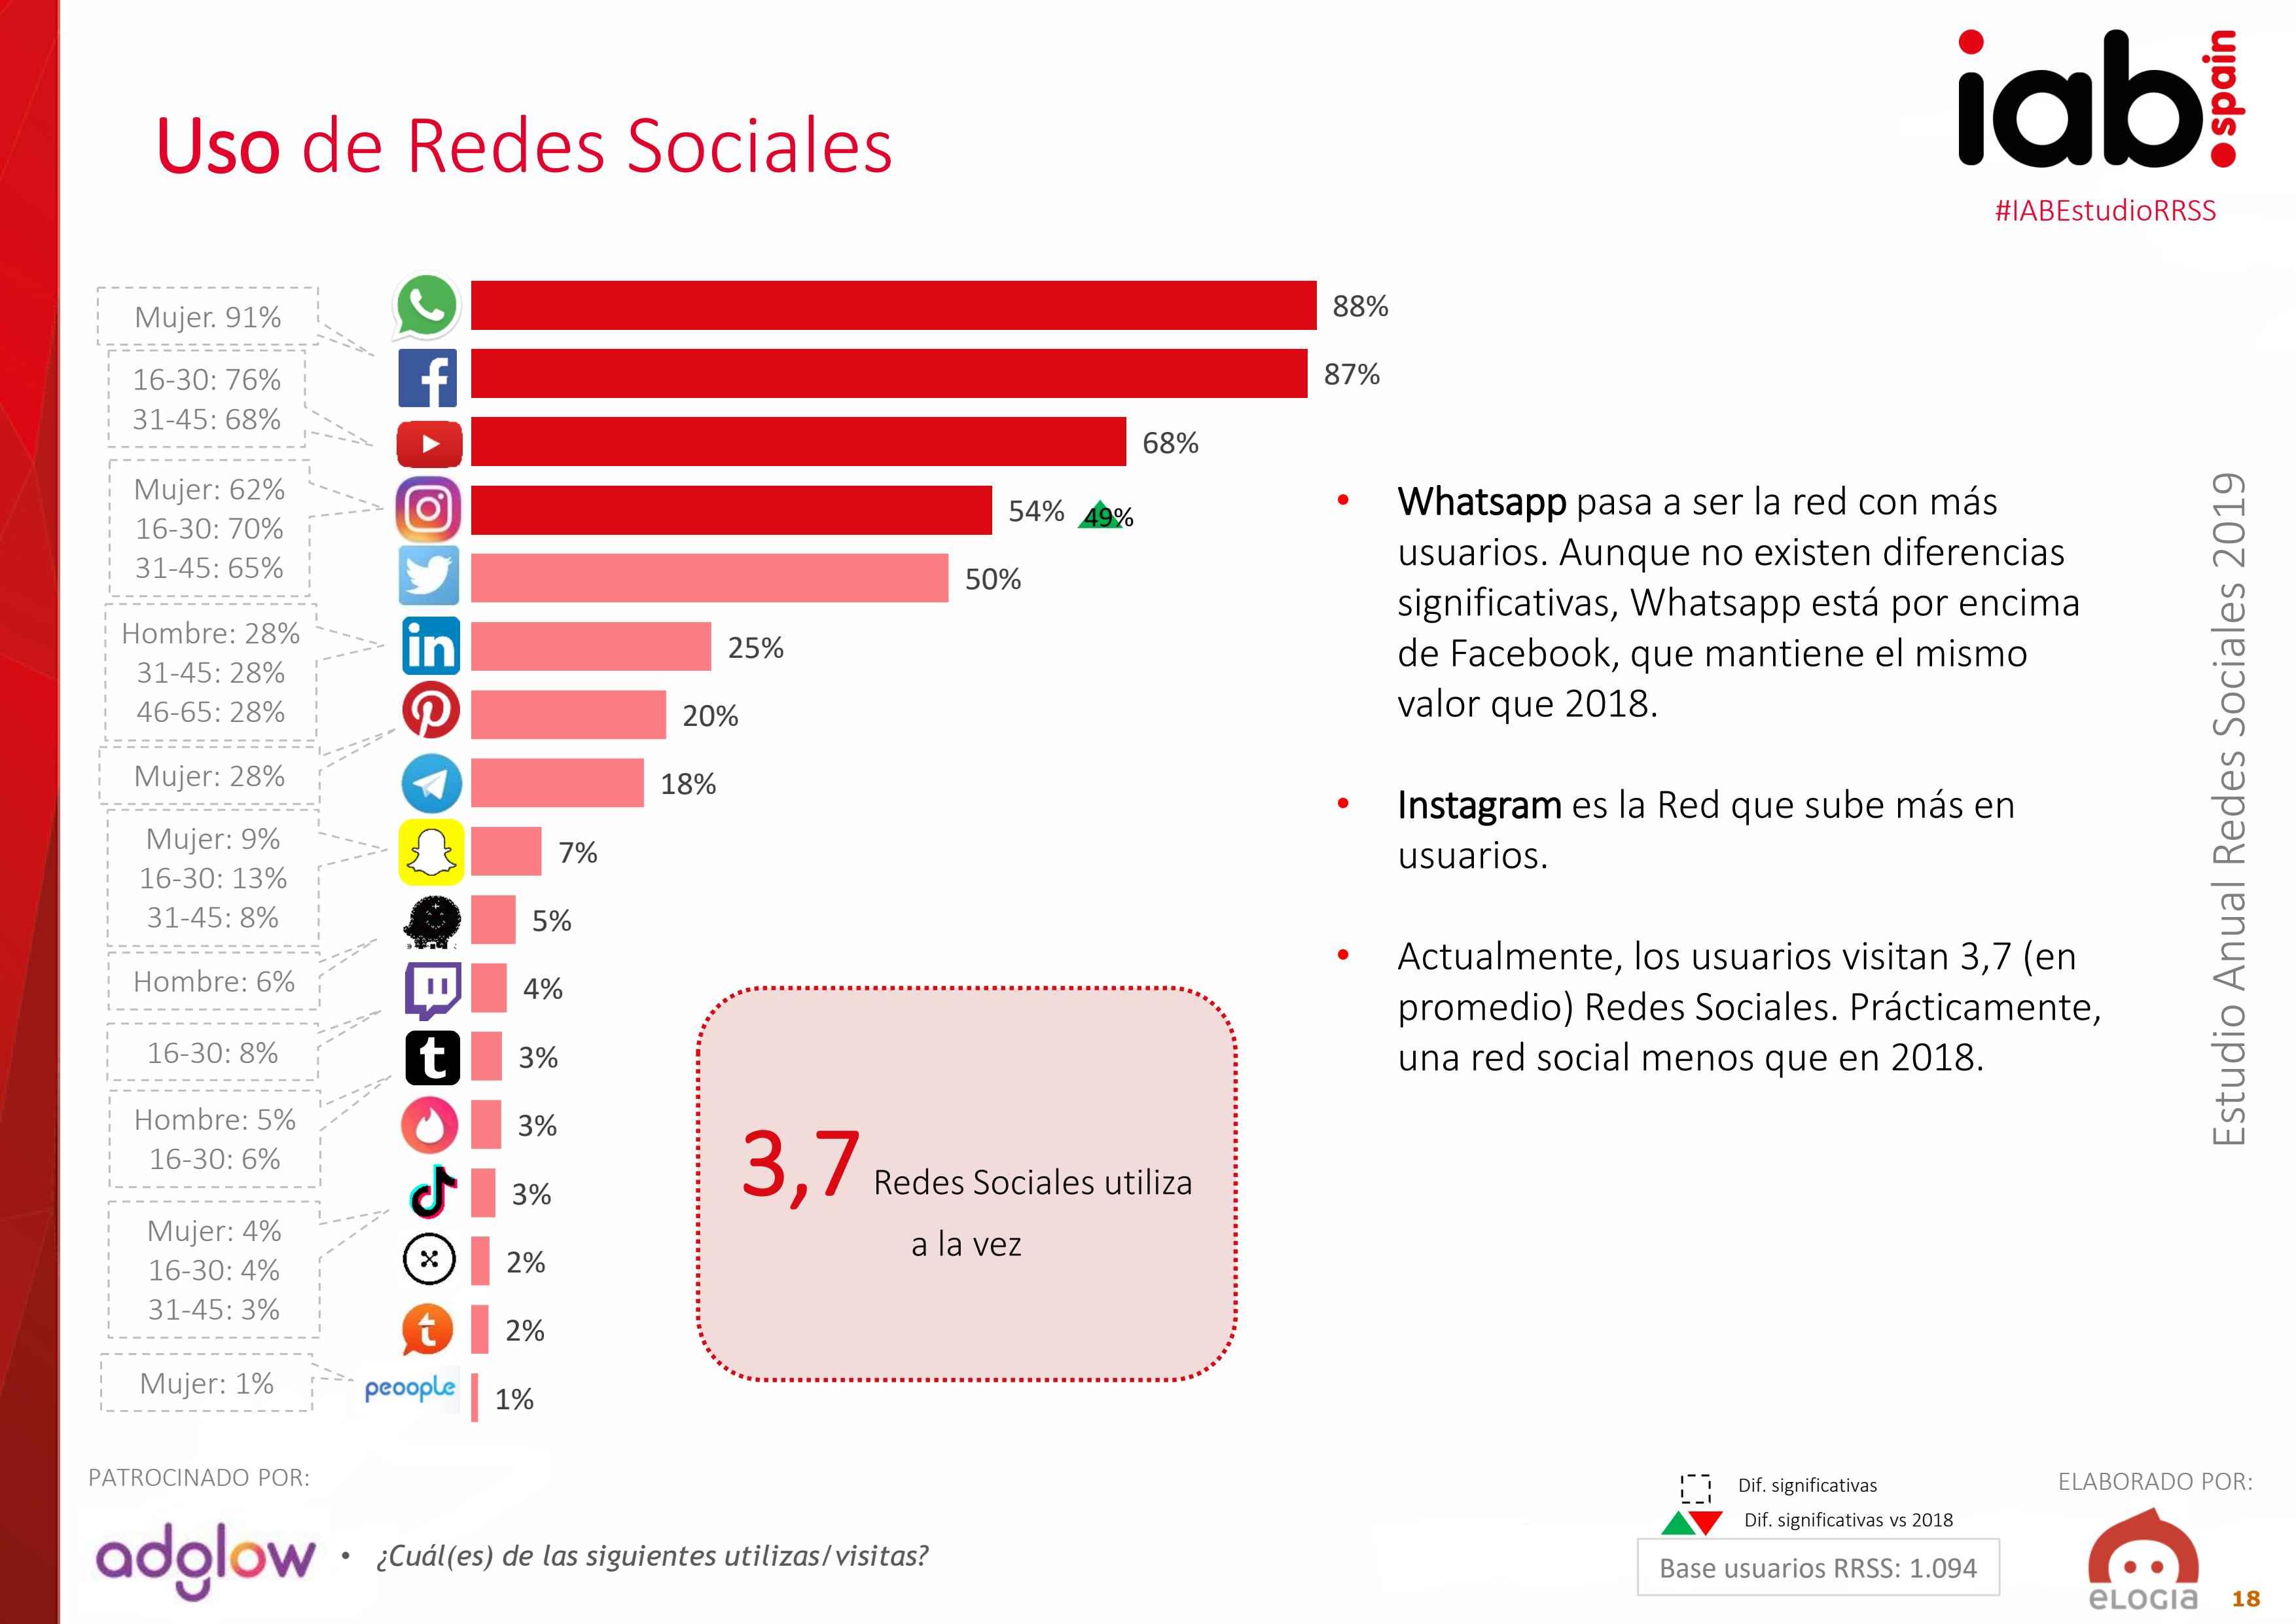 iab
spain
Uso de Redes Sociales
#IABEstudioRRSS
Mujer. 91%
16-30: 76%
31-45: 68%
Mujer: 62%
16-30: 70%
31-45: 65%
Hombre: 28%
31-45: 28%
46-65: 28%
Mujer: 28%
Mujer: 9%
16-30: 13%
31-45: 8%
Hombre: 6%
16-30: 8%
Hombre: 5%
16-30: 6%
Mujer: 4%
16-30: 4%
31-45: 3%
Mujer: 1%
88%
f
87%
68%
54% 49%
50%
in
25%
20%
18%
7%
5%
4%
t
3%
3%
3%
2%
t
2%
peoople
1%
3,7 Redes Sociales utiliza
a la vez
• Whatsapp pasa a ser la red con más
usuarios. Aunque no existen diferencias
significativas, Whatsapp está por encima
de Facebook, que mantiene el mismo
valor que 2018.
• Instagram es la Red que sube más en
usuarios.
• Actualmente, los usuarios visitan 3,7 (en
promedio) Redes Sociales. Prácticamente,
una red social menos que en 2018.
Estudio Anual Redes Sociales 2019
PATROCINADO POR:
adglow
• ¿Cuál(es) de las siguientes utilizas/visitas?
Dif. significativas
Dif. significativas vs 2018
Base usuarios RRSS: 1.094
ELABORADO POR:
eLOGIA
18